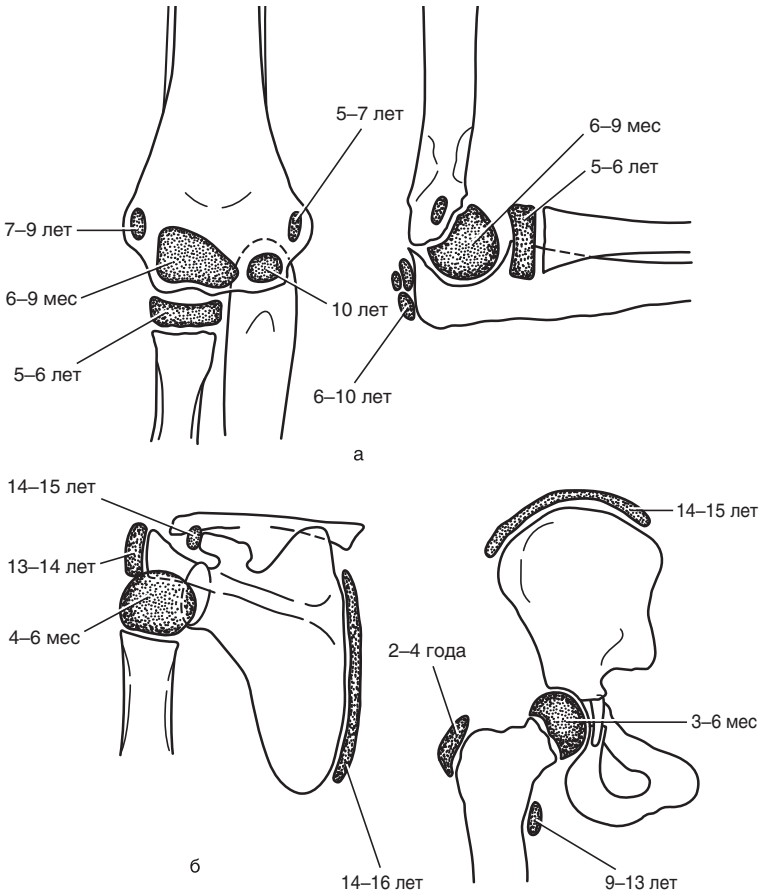 5–7 лет
6–9 мес
5–6 лет
7–9 лет
6–9 мес
10 лет
5–6 лет
6–10 лет
а
14–15 лет
14–15 лет
13–14 лет
4–6 мес
2–4 года
3–6 мес
б
14–16 лет
9–13 лет